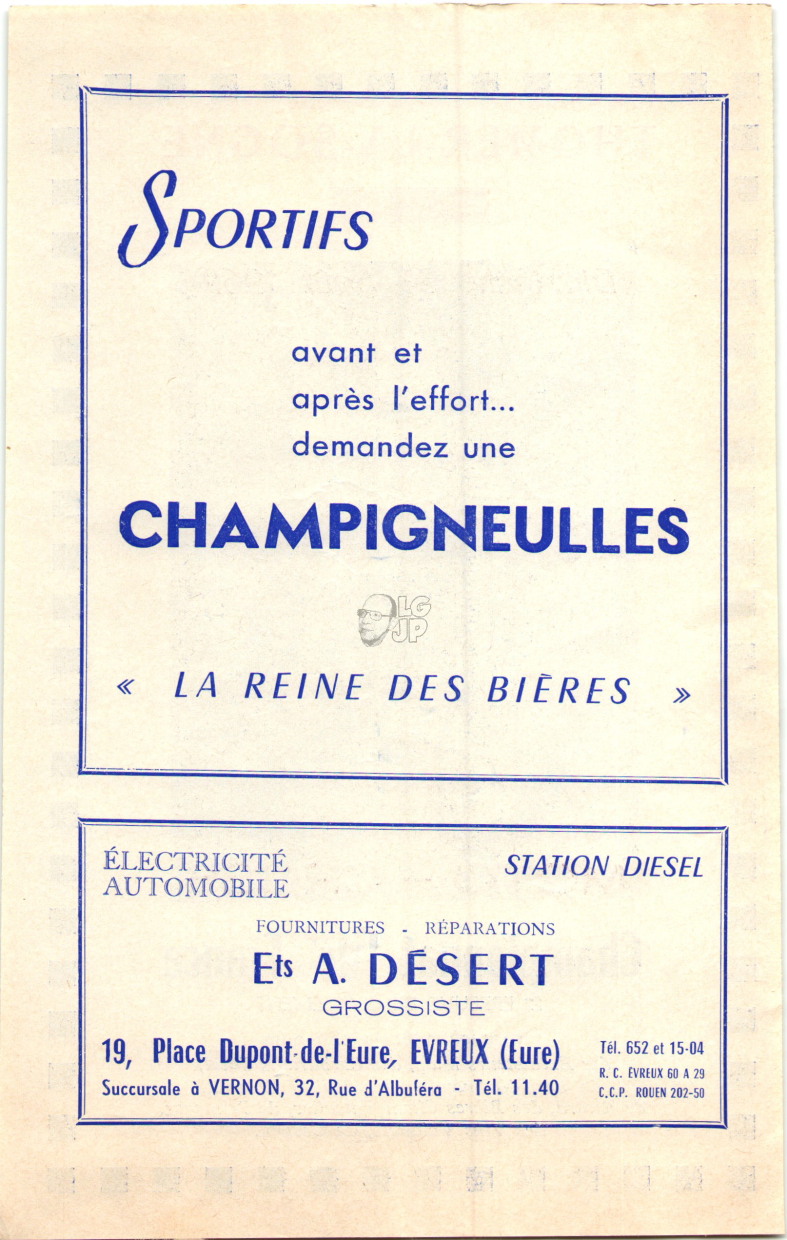 SPORTIFS
avant et
après l'effort...
demandez une
CHAMPIGNEULLES
LG
JP
« LA REINE DES BIÈRES »
ÉLECTRICITÉ
AUTOMOBILE
STATION DIESEL
FOURNITURES - RÉPARATIONS
Ets A. DÉSERT
GROSSISTE
19, Place Dupont-de-l'Eure, EVREUX (Eure)
Succursale à VERNON, 32, Rue d'Albuféra - Tél. 11.40
Tél. 652 et 15-04
R. C. ÉVREUX 60 A 29
C.C.P. ROUEN 202-50